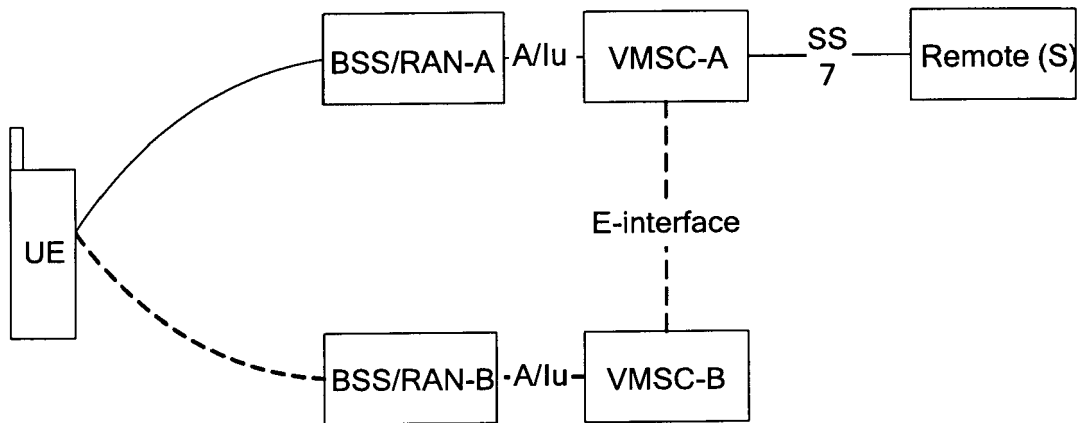 BSS/RAN-A
A/Iu
VMSC-A
SS
7
Remote (S)
UE
E-interface
BSS/RAN-B
A/Iu
VMSC-B